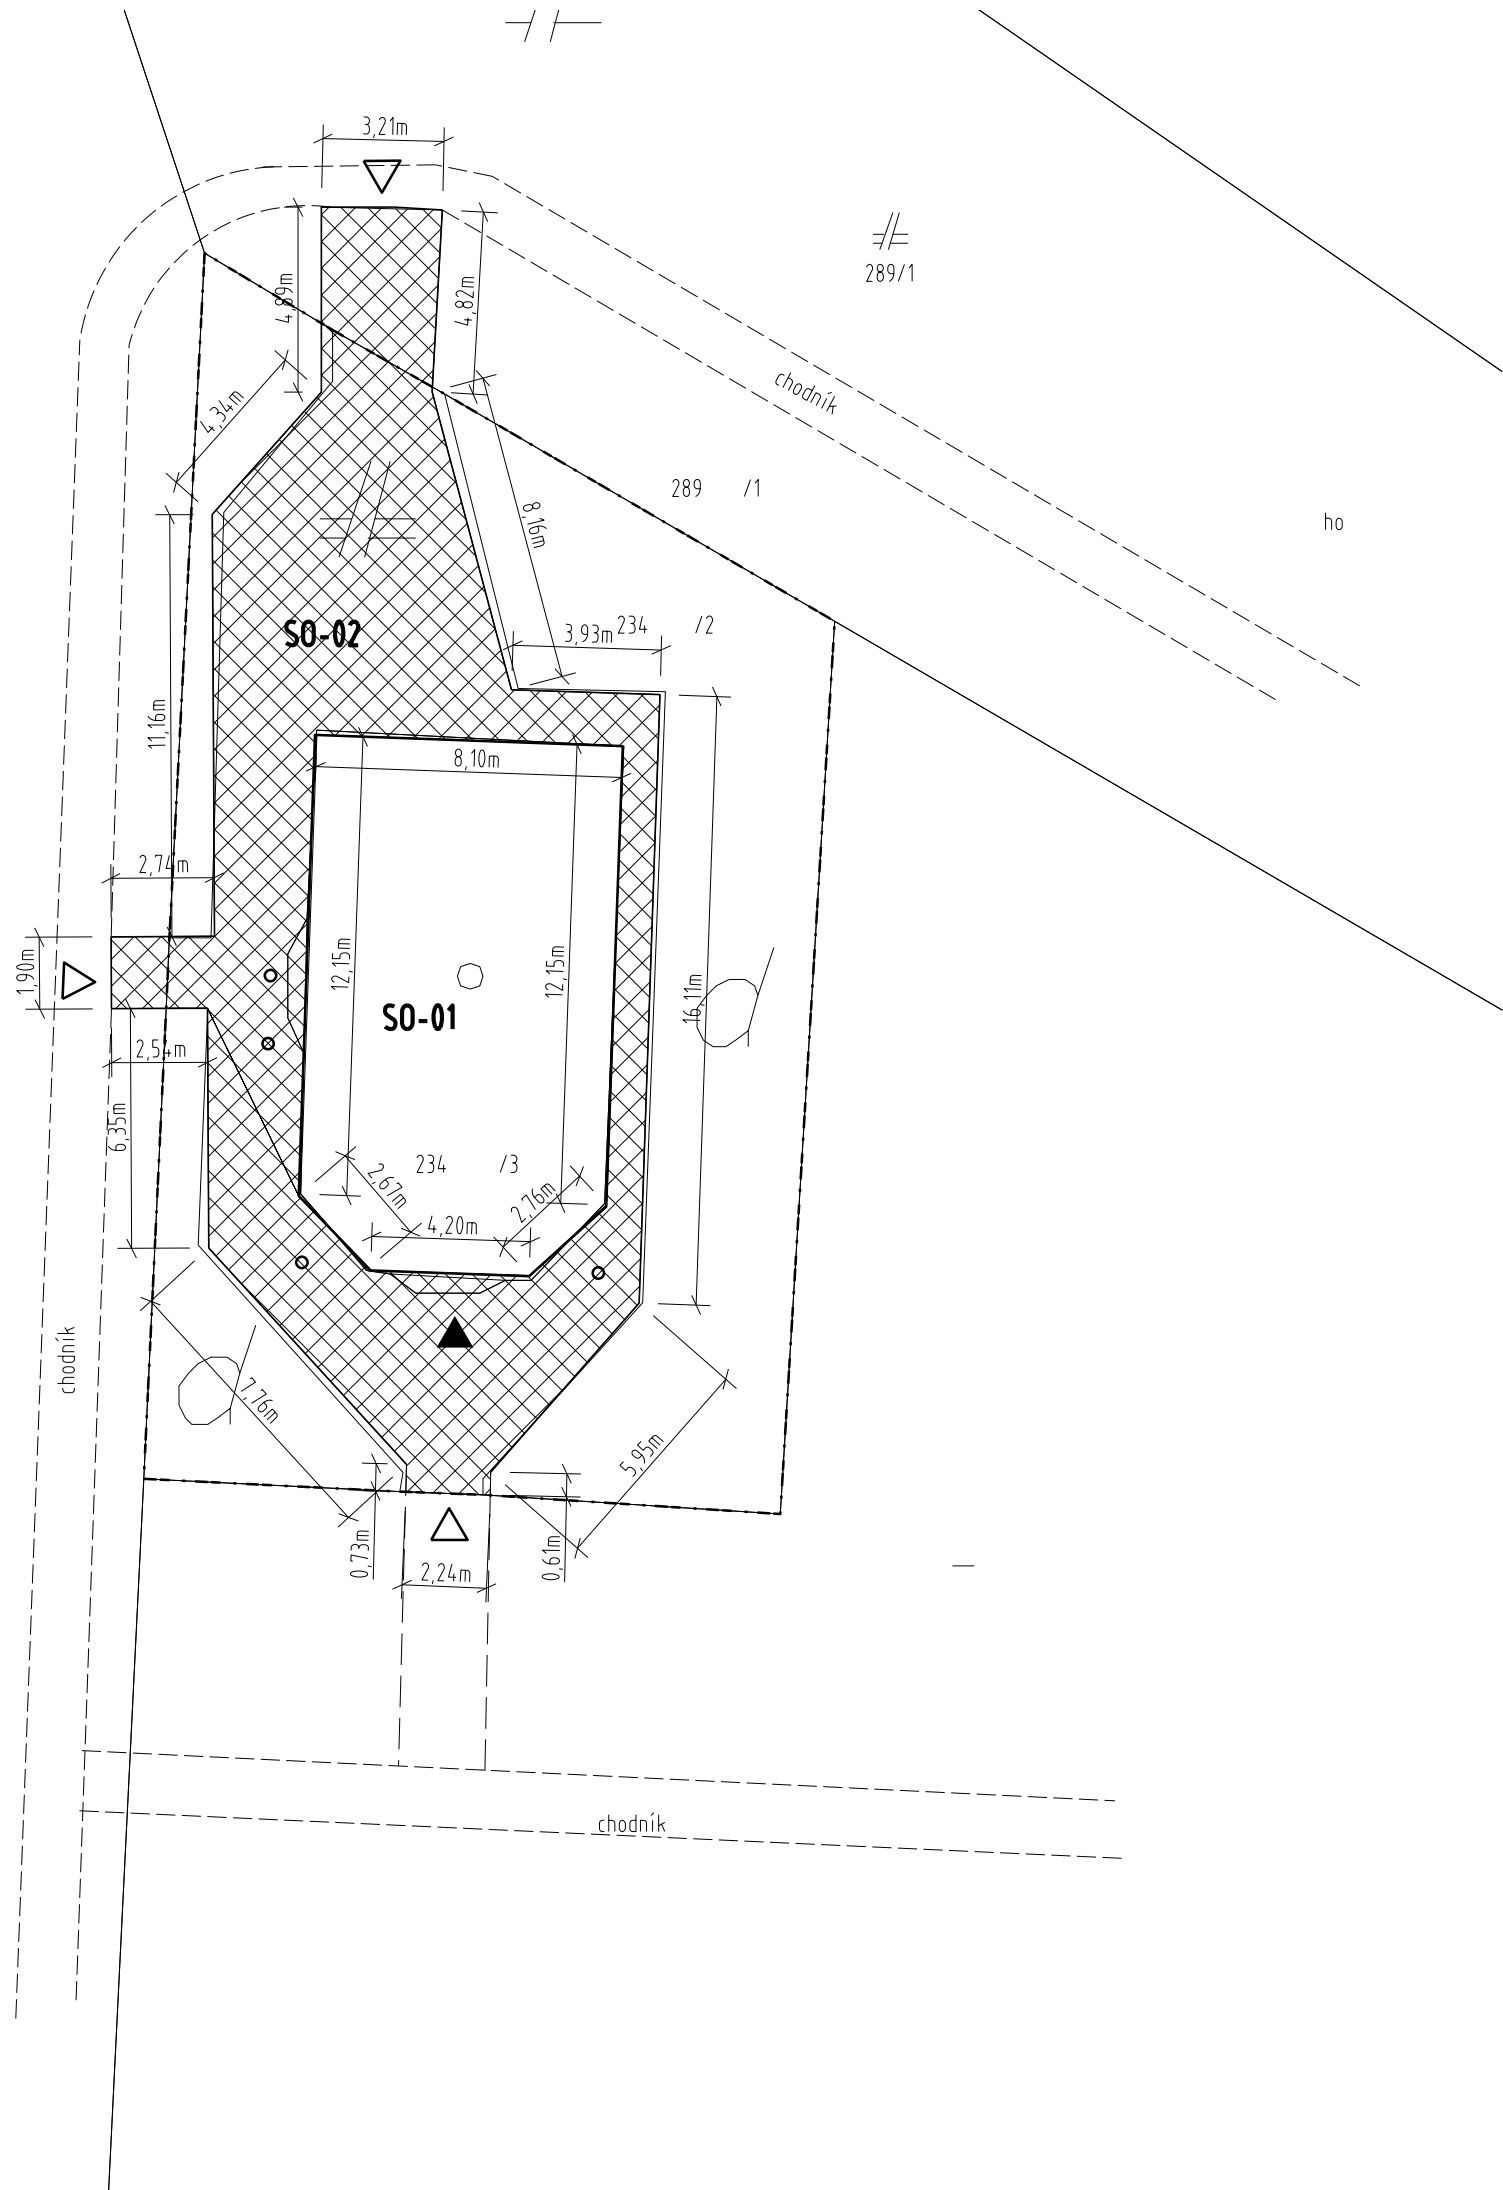 3,21m
4,89m
4,82m
289/1
4,34m
chodník
289 /1
8,16m
ho
SO-02
3,93m
234 /2
11,16m
8,10m
2,74m
1,90m
12,15m
12,15m
SO-01
16,11m
2,54m
6,35m
234 /3
2,67m
2,76m
4,20m
chodník
7,76m
5,95m
0,73m
2,24m
0,61m
chodník